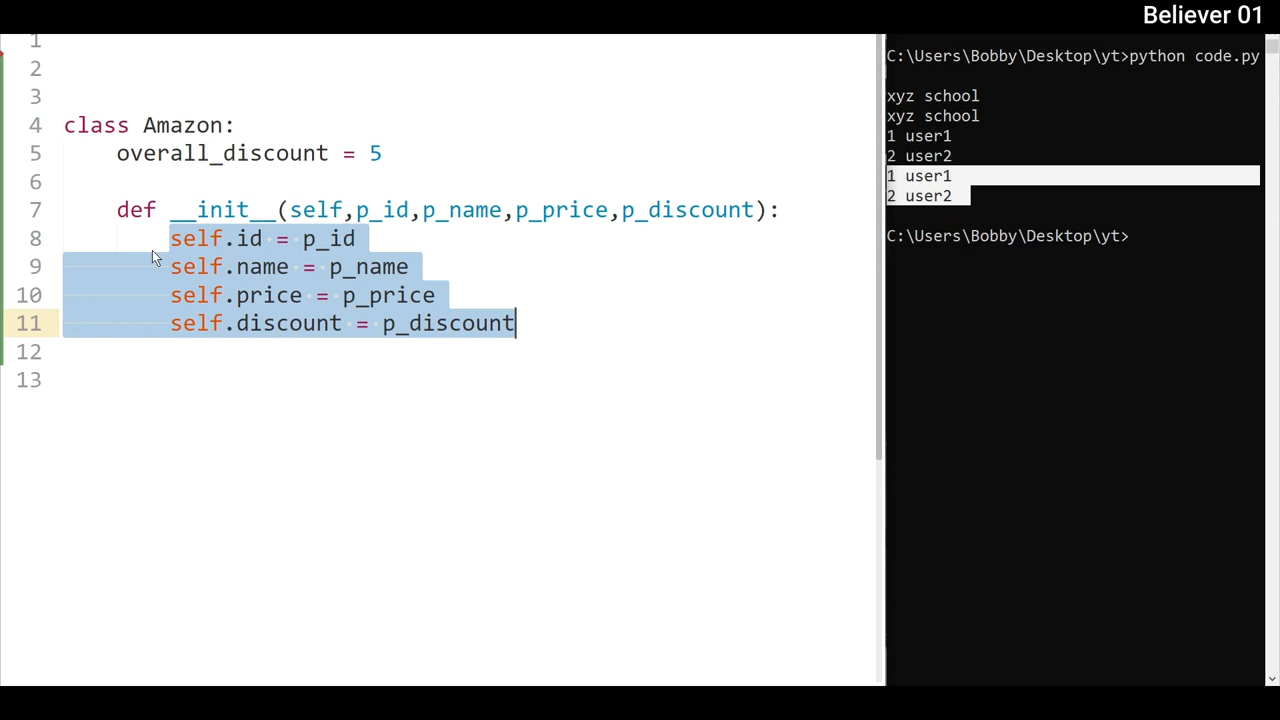 Believer 01
1
2
3
4 class Amazon:
5 overall_discount = 5
6
7 def __init__(self,p_id,p_name,p_price,p_discount):
8 self.id = p_id
9 self.name = p_name
10 self.price = p_price
11 self.discount = p_discount
12
13
C:\Users\Bobby\Desktop\yt>python code.py
xyz school
xyz school
1 user1
2 user2
1 user1
2 user2
C:\Users\Bobby\Desktop\yt>